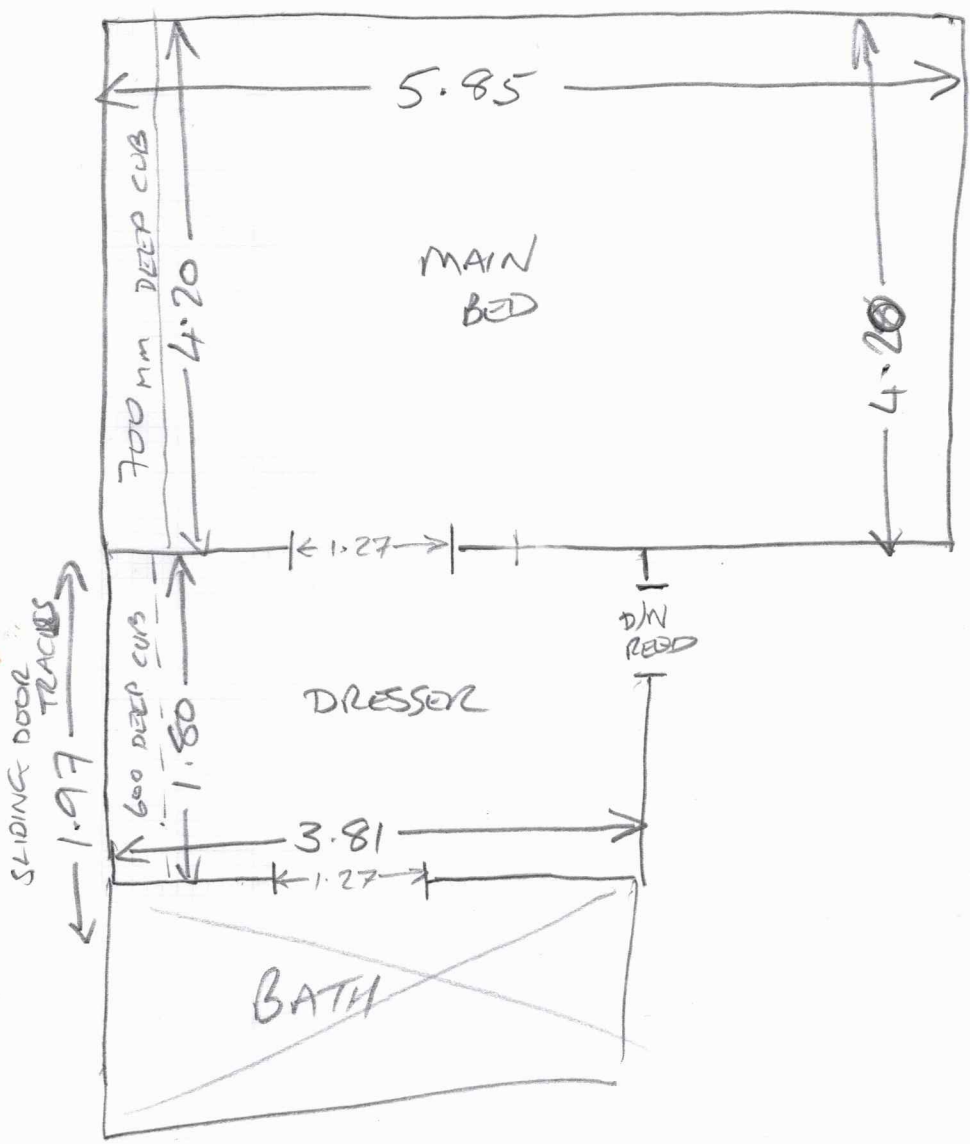 5.85
700 mm DEEP CUB
4.20
MAIN
BED
4.20
1.27
SLIDING DOOR
TRACKS
1.97
600 DEEP CUB
1.80
DRESSER
D/W
REED
3.81
1.27
BATH